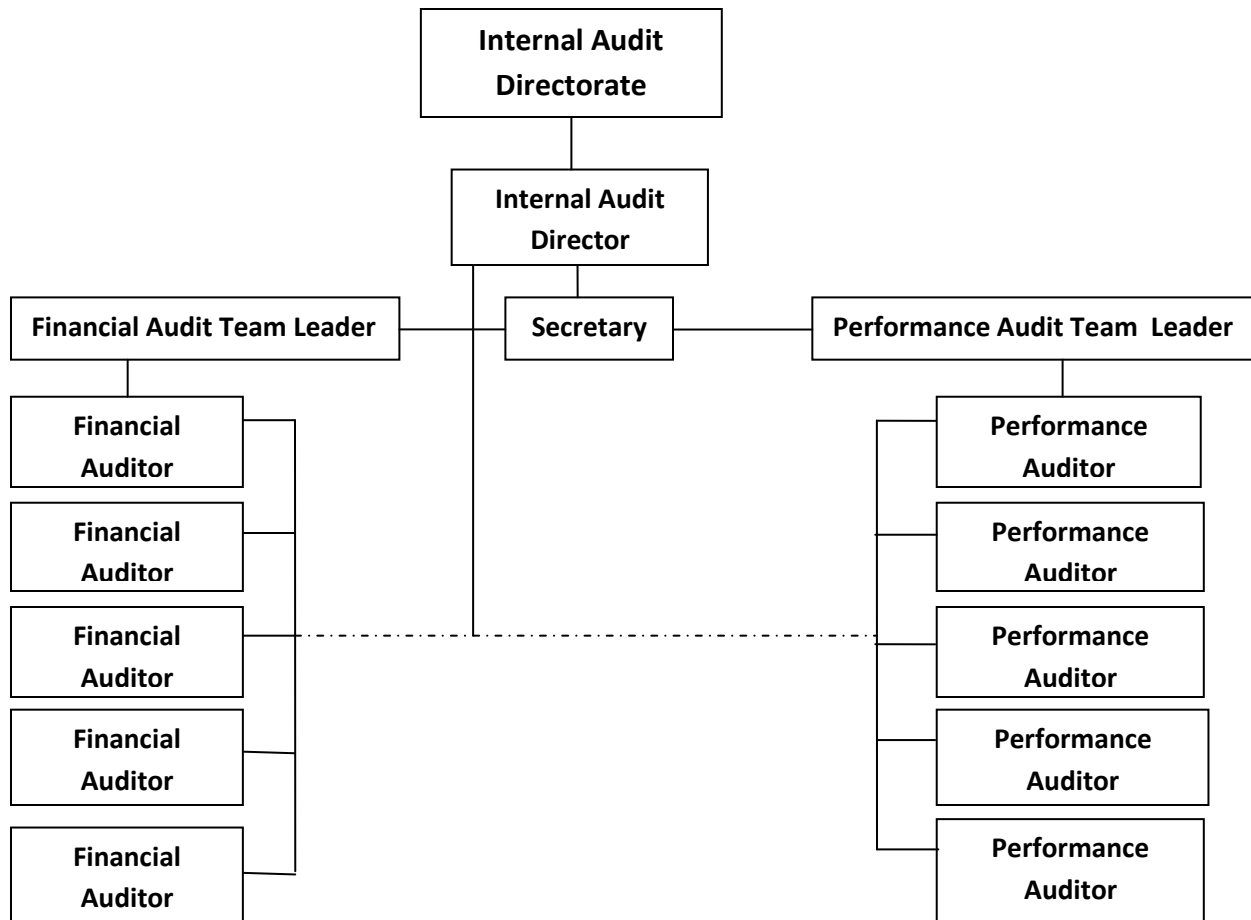 Internal Audit
Directorate
Internal Audit
Director
Financial Audit Team Leader
Secretary
Performance Audit Team  Leader
Financial
Auditor
Performance
Auditor
Financial
Auditor
Performance
Auditor
Financial
Auditor
Performance
Auditor
Financial
Auditor
Performance
Auditor
Financial
Auditor
Performance
Auditor